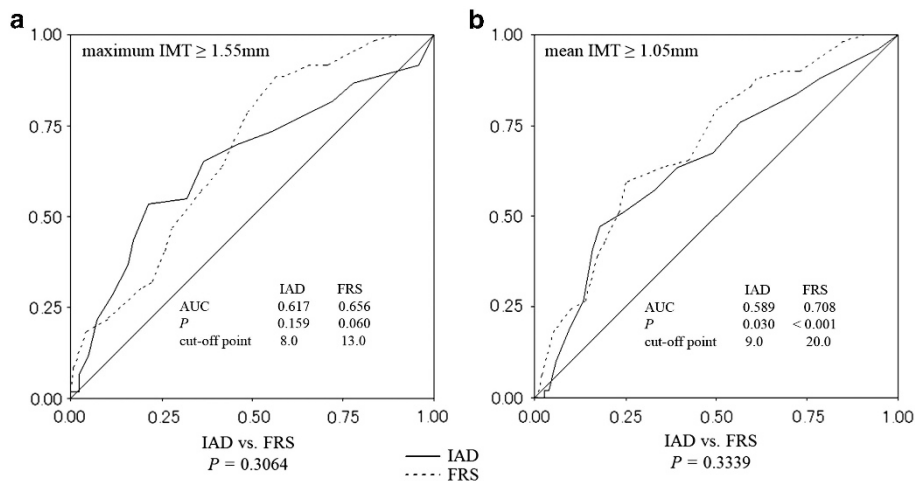 a
maximum IMT ≥ 1.55mm
1.00
0.75
0.50
0.25
0.00
0.00 0.25 0.50 0.75 1.00
IAD FRS
AUC 0.617 0.656
P 0.159 0.060
cut-off point 8.0 13.0
IAD vs. FRS
P = 0.3064
b
mean IMT ≥ 1.05mm
1.00
0.75
0.50
0.25
0.00
0.00 0.25 0.50 0.75 1.00
IAD FRS
AUC 0.589 0.708
P 0.030 < 0.001
cut-off point 9.0 20.0
IAD vs. FRS
P = 0.3339
IAD
FRS